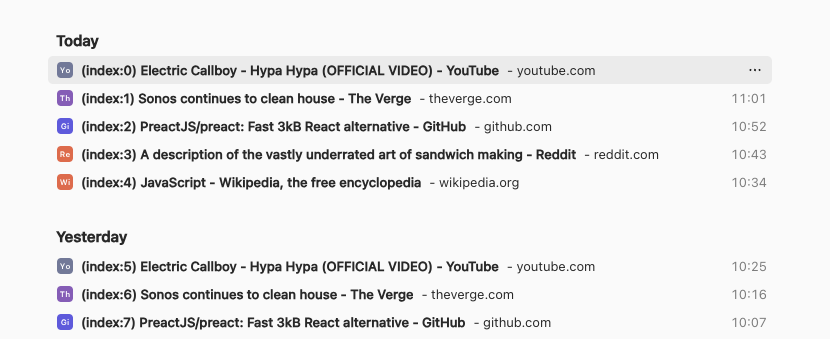 Today
Yo (index:0) Electric Callboy - Hypa Hypa (OFFICIAL VIDEO) - YouTube - youtube.com ...
Th (index:1) Sonos continues to clean house - The Verge - theverge.com 11:01
Gi (index:2) PreactJS/preact: Fast 3kB React alternative - GitHub - github.com 10:52
Re (index:3) A description of the vastly underrated art of sandwich making - Reddit - reddit.com 10:43
Wi (index:4) JavaScript - Wikipedia, the free encyclopedia - wikipedia.org 10:34
Yesterday
Yo (index:5) Electric Callboy - Hypa Hypa (OFFICIAL VIDEO) - YouTube - youtube.com 10:25
Th (index:6) Sonos continues to clean house - The Verge - theverge.com 10:16
Gi (index:7) PreactJS/preact: Fast 3kB React alternative - GitHub - github.com 10:07